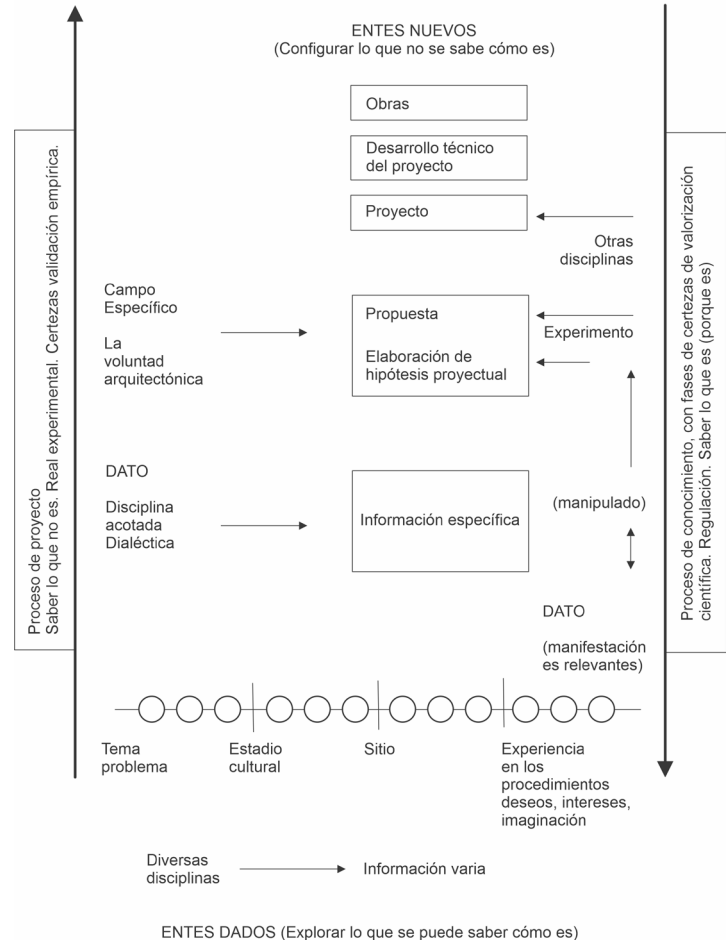 ENTES NUEVOS
(Configurar lo que no se sabe cómo es)
Obras
Desarrollo técnico
del proyecto
Proyecto
Otras
disciplinas
Campo
Específico
La
voluntad
arquitectónica
Propuesta
Elaboración de
hipótesis proyectual
Experimento
DATO
Disciplina
acotada
Dialéctica
Información específica
(manipulado)
DATO
(manifestación
es relevantes)
Proceso de proyecto
Saber lo que no es. Real experimental. Certezas validación empírica.
Proceso de conocimiento, con fases de certezas de valorización
científica. Regulación. Saber lo que es (porque es)
Tema
problema
Estadio
cultural
Sitio
Experiencia
en los
procedimientos
deseos, intereses,
imaginación
Diversas
disciplinas
Información varia
ENTES DADOS (Explorar lo que se puede saber cómo es)